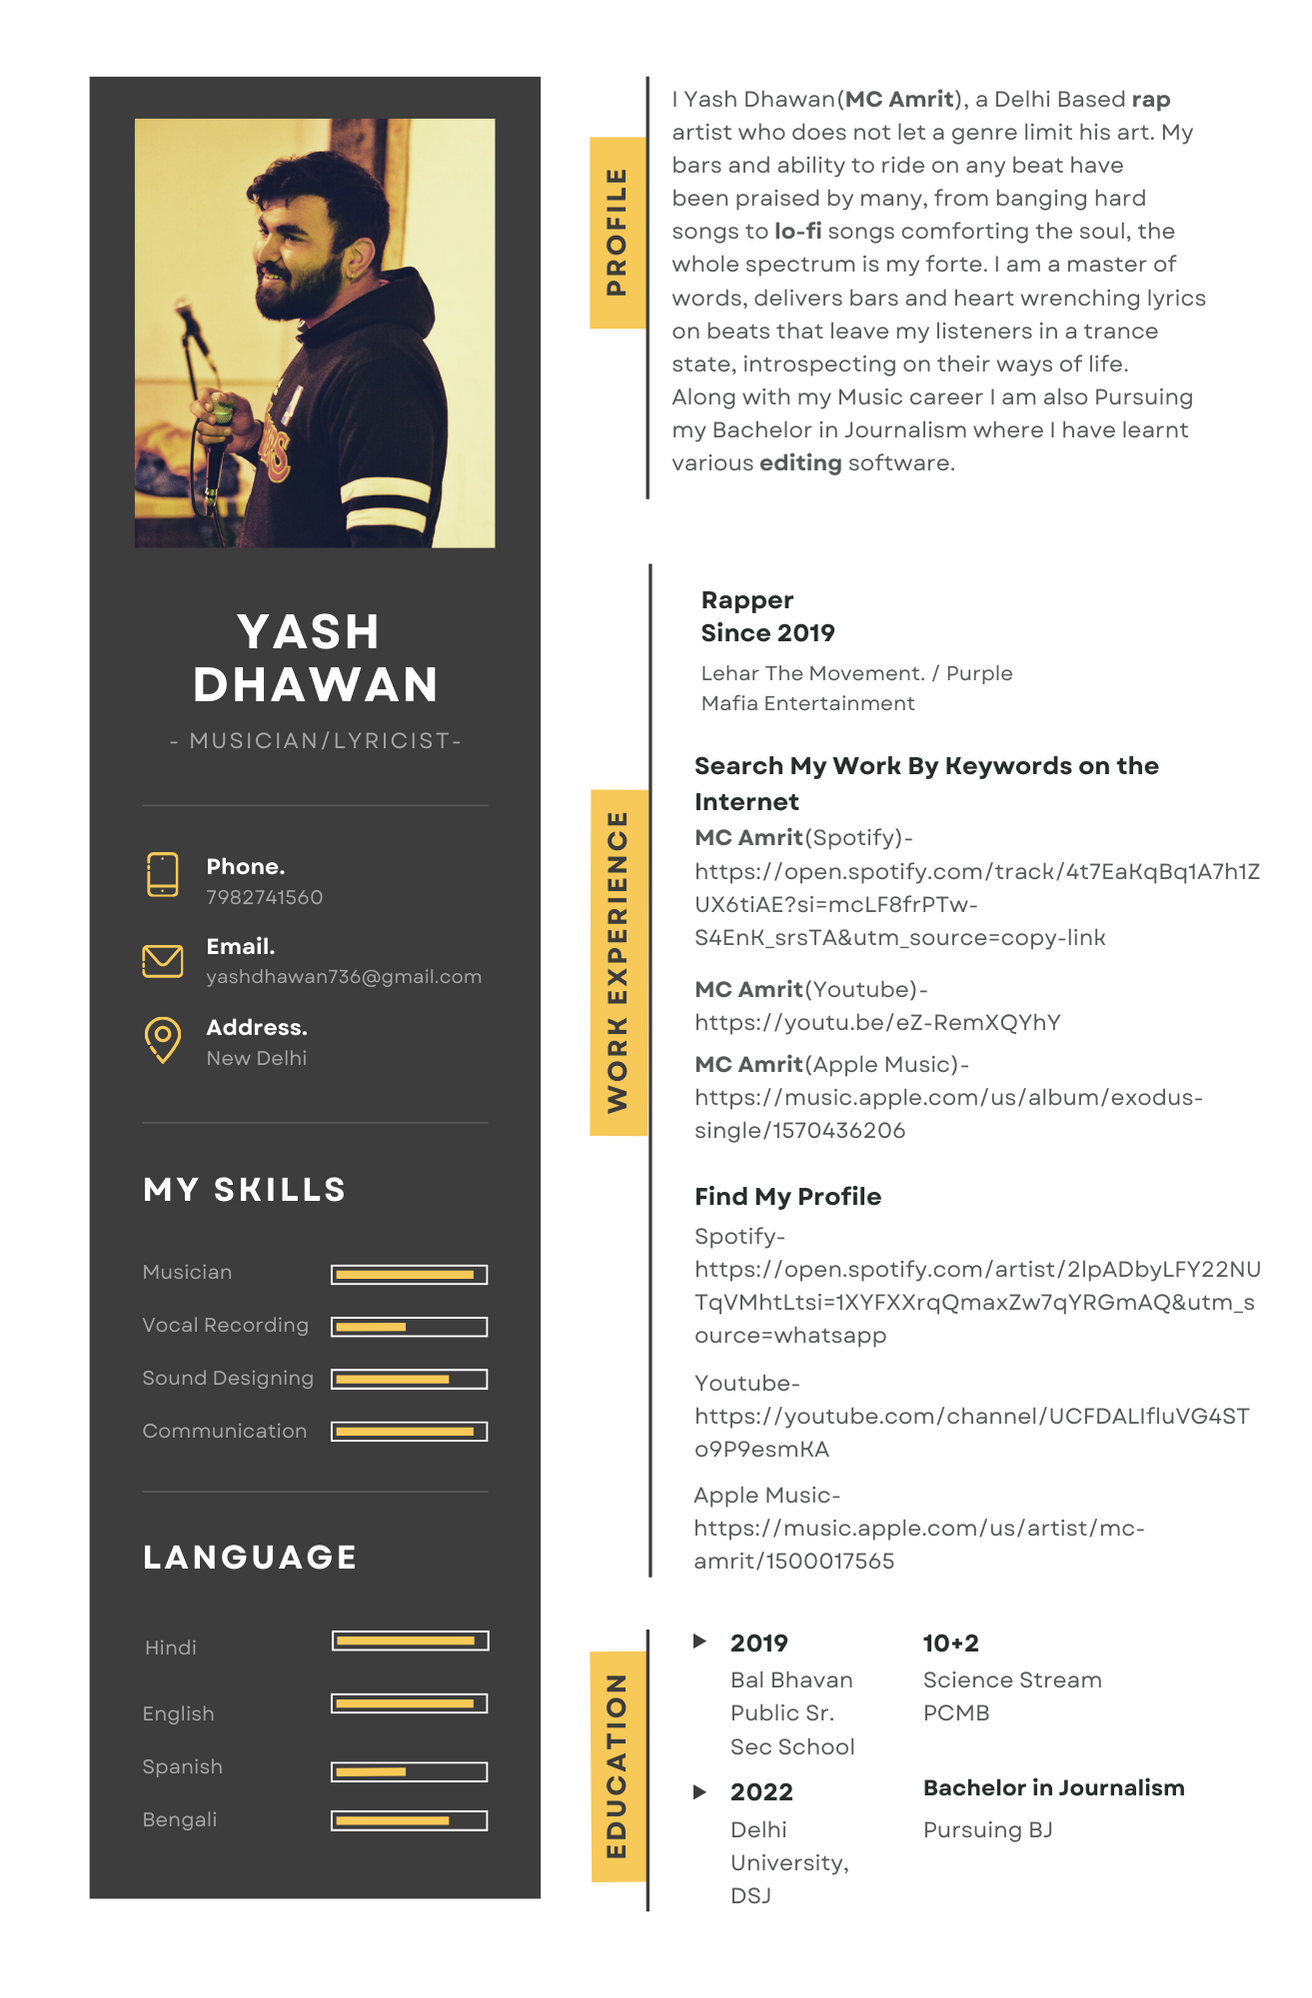 YASH
DHAWAN
- MUSICIAN/LYRICIST-
Phone.
7982741560
Email.
yashdhawan736@gmail.com
Address.
New Delhi
MY SKILLS
Musician
Vocal Recording
Sound Designing
Communication
LANGUAGE
Hindi
English
Spanish
Bengali
PROFILE
I Yash Dhawan(MC Amrit), a Delhi Based rap
artist who does not let a genre limit his art. My
bars and ability to ride on any beat have
been praised by many, from banging hard
songs to lo-fi songs comforting the soul, the
whole spectrum is my forte. I am a master of
words, delivers bars and heart wrenching lyrics
on beats that leave my listeners in a trance
state, introspecting on their ways of life.
Along with my Music career I am also Pursuing
my Bachelor in Journalism where I have learnt
various editing software.
WORK EXPERIENCE
Rapper
Since 2019
Lehar The Movement. / Purple
Mafia Entertainment
Search My Work By Keywords on the
Internet
MC Amrit(Spotify)-
https://open.spotify.com/track/4t7EaKqBq1A7h1Z
UX6tiAE?si=mcLF8frPTw-
S4EnK_srsTA&utm_source=copy-link
MC Amrit(Youtube)-
https://youtu.be/eZ-RemXQYhY
MC Amrit(Apple Music)-
https://music.apple.com/us/album/exodus-
single/1570436206
Find My Profile
Spotify-
https://open.spotify.com/artist/2lpADbyLFY22NU
TqVMhtLtsi=1XYFXXrqQmaxZw7qYRGmAQ&utm_s
ource=whatsapp
Youtube-
https://youtube.com/channel/UCFDALIfluVG4ST
o9P9esmKA
Apple Music-
https://music.apple.com/us/artist/mc-
amrit/1500017565
EDUCATION
2019
Bal Bhavan
Public Sr.
Sec School
10+2
Science Stream
PCMB
2022
Delhi
University,
DSJ
Bachelor in Journalism
Pursuing BJ